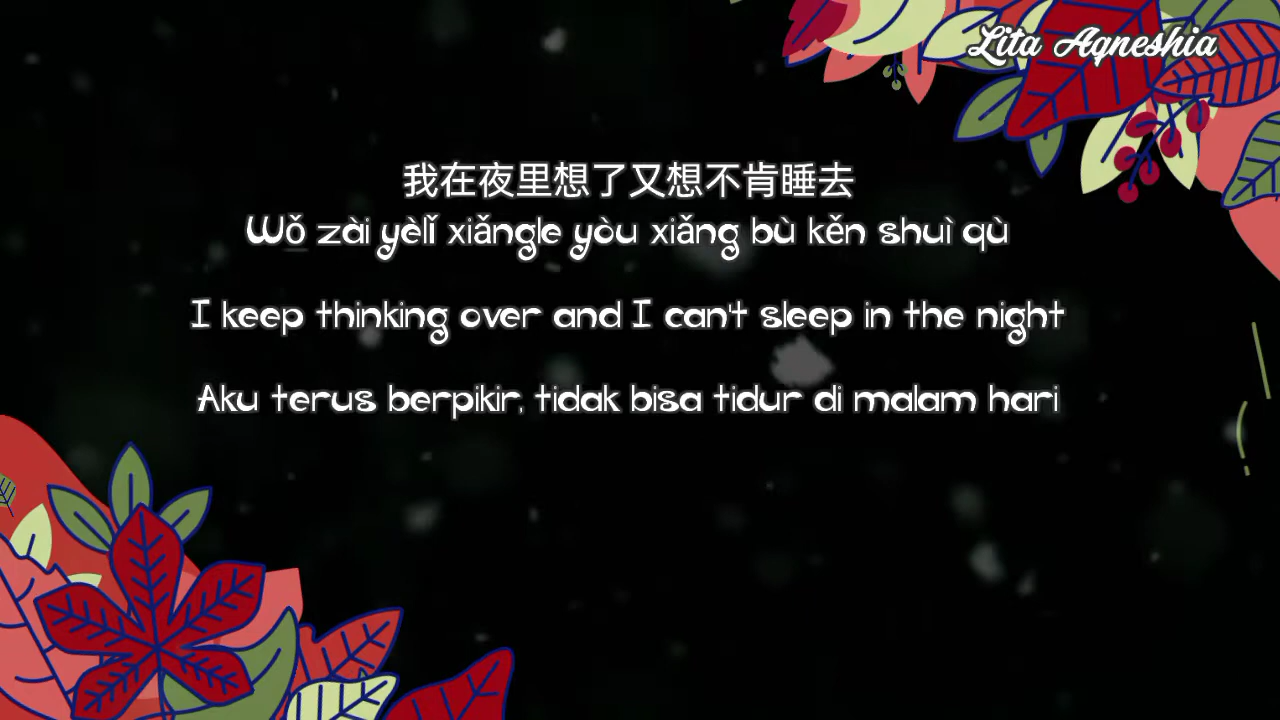 Lita Agneshia
我在夜里想了又想不肯睡去
Wǒ zài yèlǐ xiǎngle yòu xiǎng bù kěn shuì qù
I keep thinking over and I can't sleep in the night
Aku terus berpikir, tidak bisa tidur di malam hari